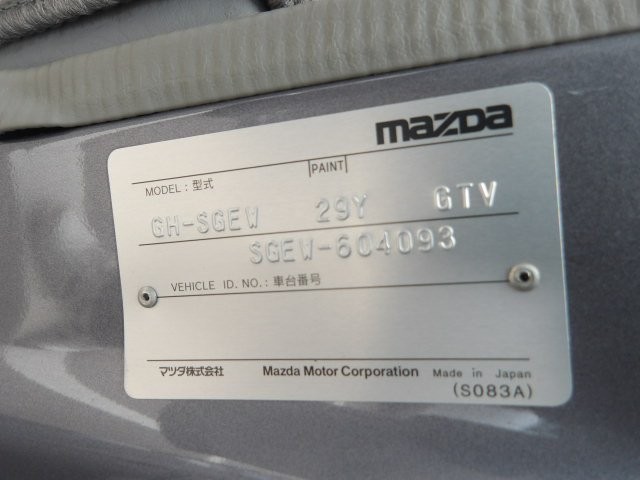 mazda
PAINT
MODEL : 型式
GH-SGEW 29Y GTV
SGEW-604093
VEHICLE ID. NO. : 車台番号
マツダ株式会社 Mazda Motor Corporation Made in Japan
(S083A)